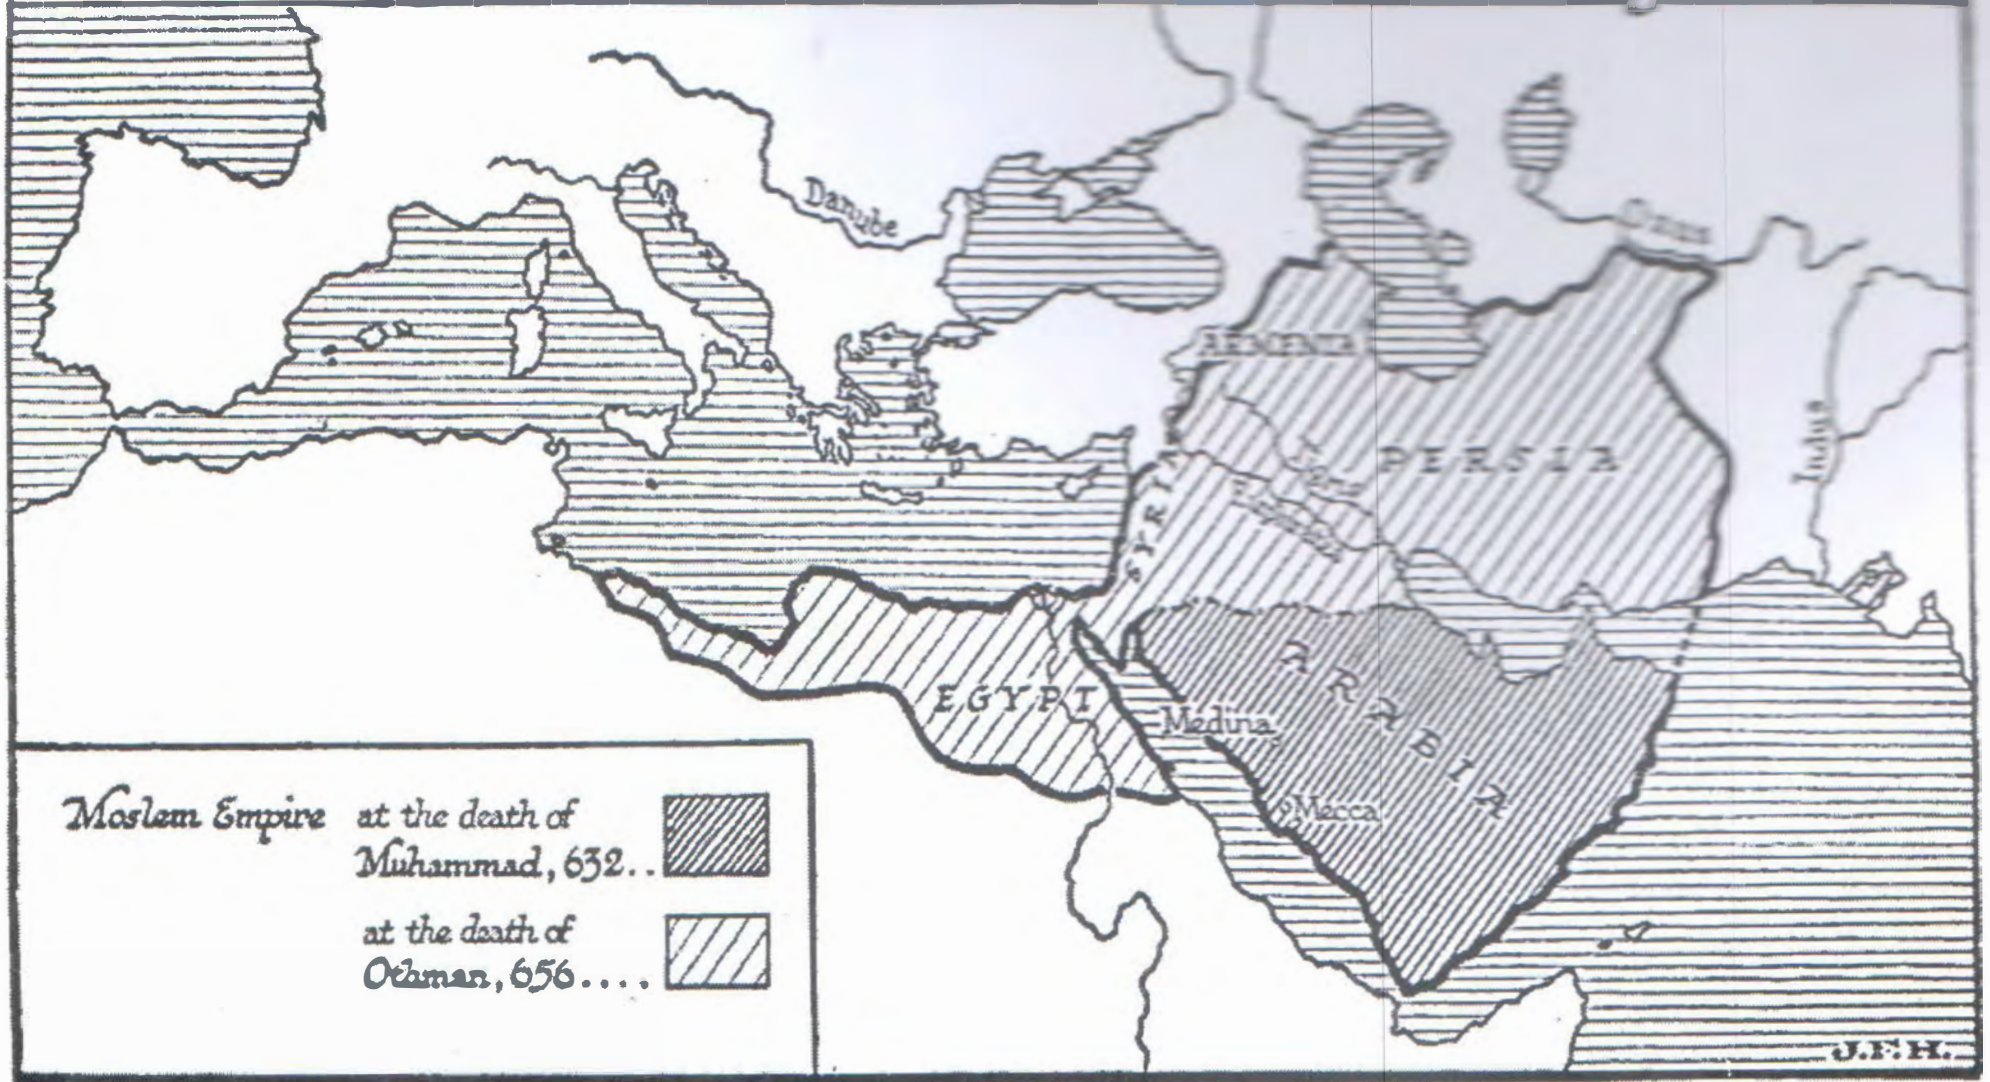 Danube
Oxus
ARMENIA
Tigris
PERSIA
Indus
SYRIA
EGYPT
ARABIA
Medina
Mecca
Moslem Empire at the death of
Muhammad, 632..
at the death of
Othman, 656....
J.F.H.